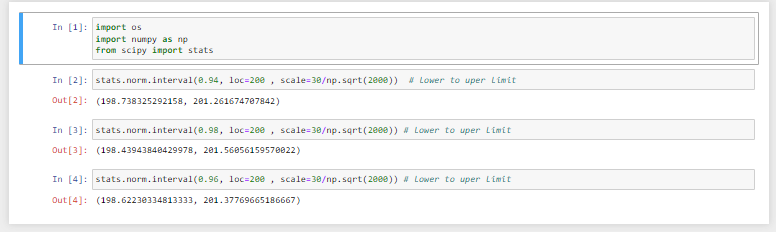 In [1]: import os
import numpy as np
from scipy import stats
In [2]: stats.norm.interval(0.94, loc=200 , scale=30/np.sqrt(2000))  # lower to uper limit
Out[2]: (198.738325292158, 201.261674707842)
In [3]: stats.norm.interval(0.98, loc=200 , scale=30/np.sqrt(2000)) # lower to uper limit
Out[3]: (198.43943840429978, 201.56056159570022)
In [4]: stats.norm.interval(0.96, loc=200 , scale=30/np.sqrt(2000)) # lower to uper limit
Out[4]: (198.62230334813333, 201.37769665186667)